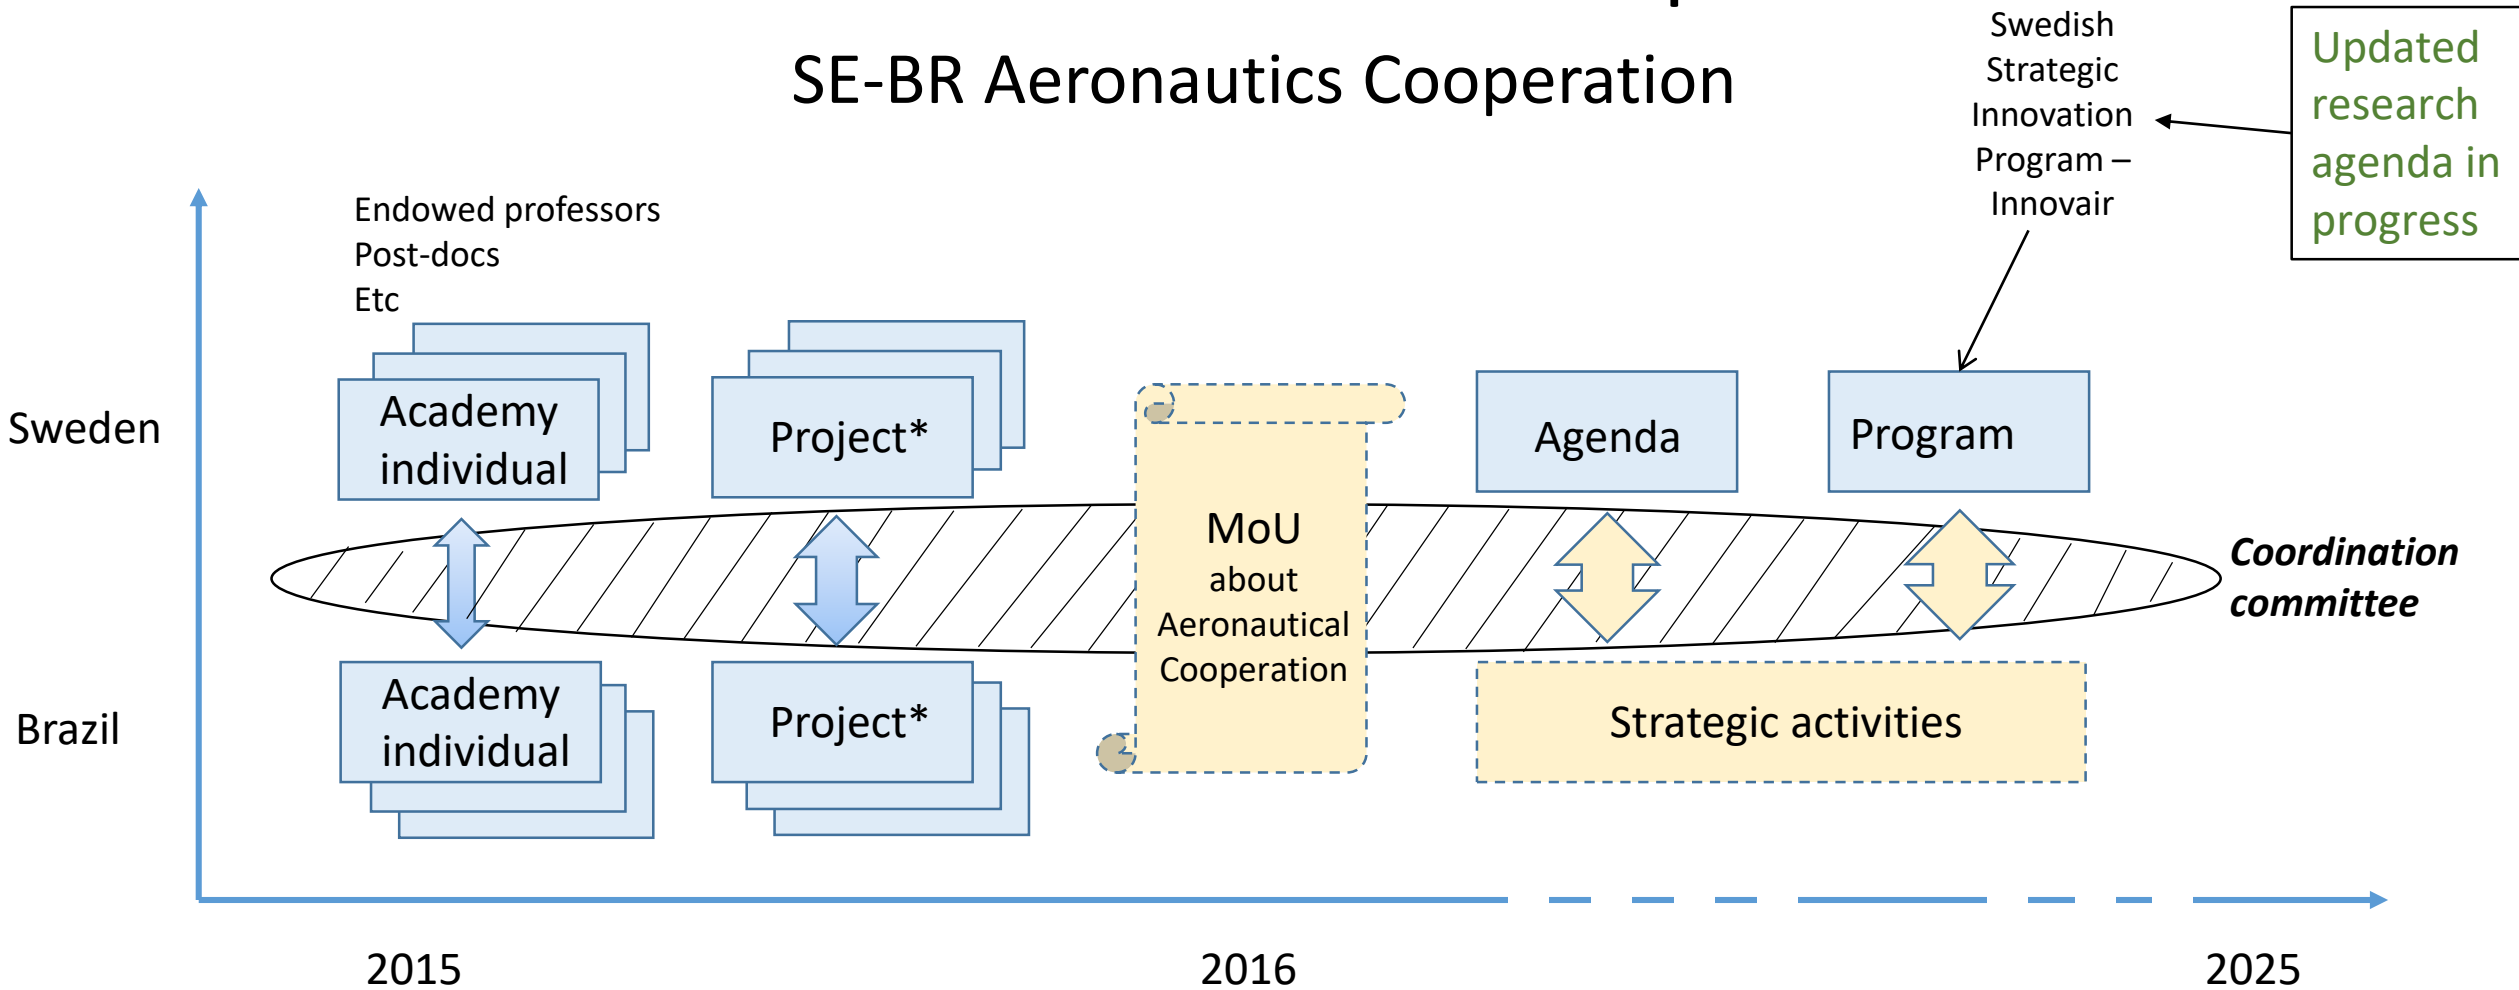 SE-BR Aeronautics Cooperation
Swedish
Strategic
Innovation
Program –
Innovair
Updated
research
agenda in
progress
Endowed professors
Post-docs
Etc
Sweden
Academy
individual
Project*
Agenda
Program
MoU
about
Aeronautical
Cooperation
Coordination
committee
Brazil
Academy
individual
Project*
Strategic activities
2015
2016
2025